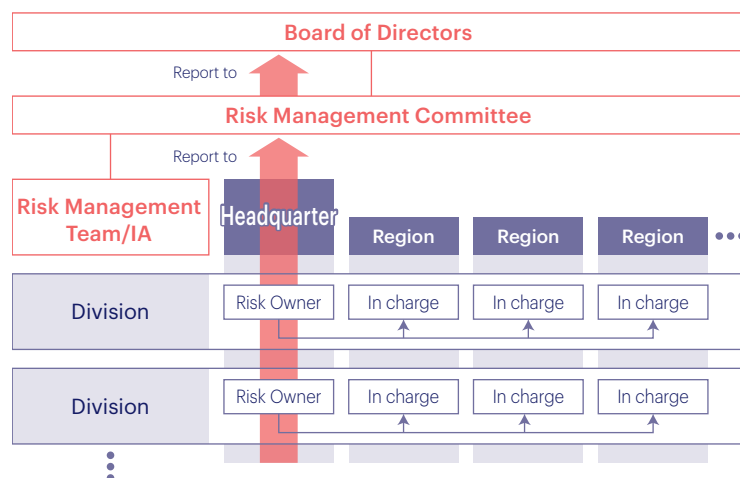 Board of Directors
Report to
Risk Management Committee
Report to
Risk Management
Team/IA
Headquarter
Region
Region
Region
Division
Risk Owner
In charge
In charge
In charge
Division
Risk Owner
In charge
In charge
In charge